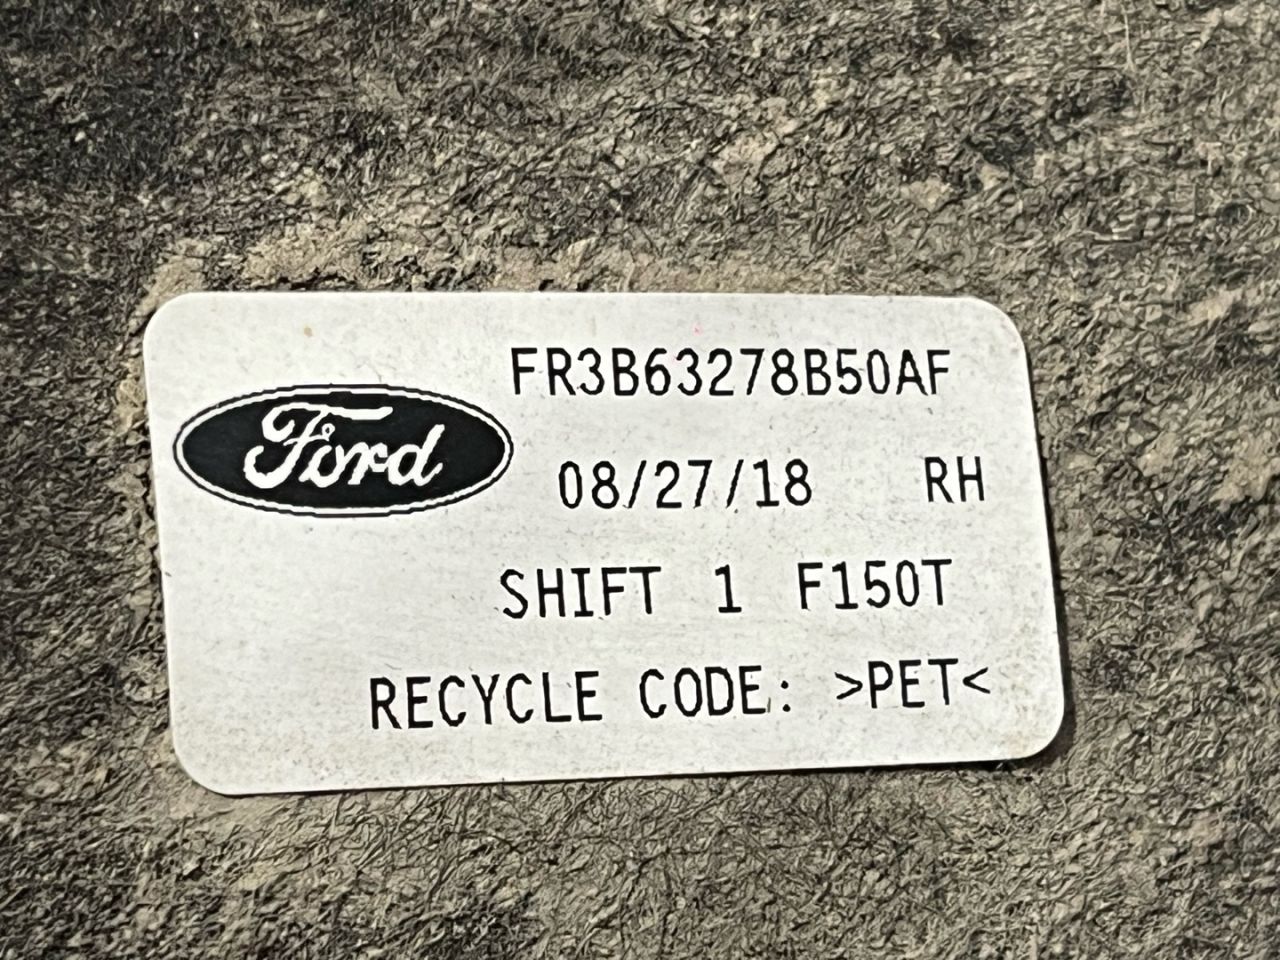 FR3B63278B50AF
Ford
08/27/18 RH
SHIFT 1 F150T
RECYCLE CODE: >PET<